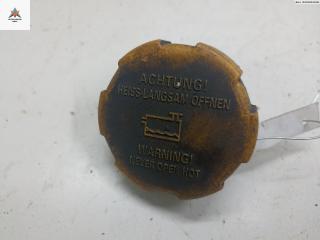 ACHTUNG!
HEISS LANGSAM ÖFFNEN
WARNING!
NEVER OPEN HOT